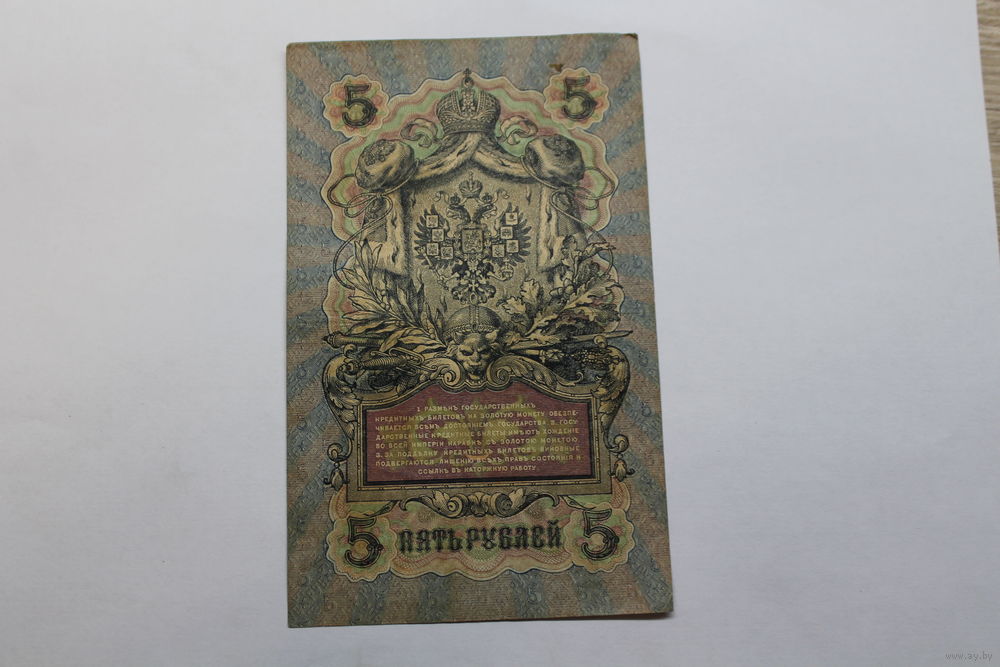 5 5
1. РАЗМѢНЪ ГОСУДАРСТВЕННЫХЪ
КРЕДИТНЫХЪ БИЛЕТОВЪ НА ЗОЛОТУЮ МОНЕТУ ОБЕЗПЕ-
ЧИВАЕТСЯ ВСѢМЪ ДОСТОЯНІЕМЪ ГОСУДАРСТВА. 2. ГОСУ-
ДАРСТВЕННЫЕ КРЕДИТНЫЕ БИЛЕТЫ ИМѢЮТЪ ХОЖДЕНІЕ
ВО ВСЕЙ ИМПЕРІИ НАРАВНѢ СЪ ЗОЛОТОЮ МОНЕТОЮ.
3. ЗА ПОДДѢЛКУ КРЕДИТНЫХЪ БИЛЕТОВЪ ВИНОВНЫЕ
ПОДВЕРГАЮТСЯ ЛИШЕНІЮ ВСѢХЪ ПРАВЪ СОСТОЯНІЯ И
ССЫЛКѢ ВЪ КАТОРЖНУЮ РАБОТУ.
5 ПЯТЬ РУБЛЕЙ 5
www.ay.by